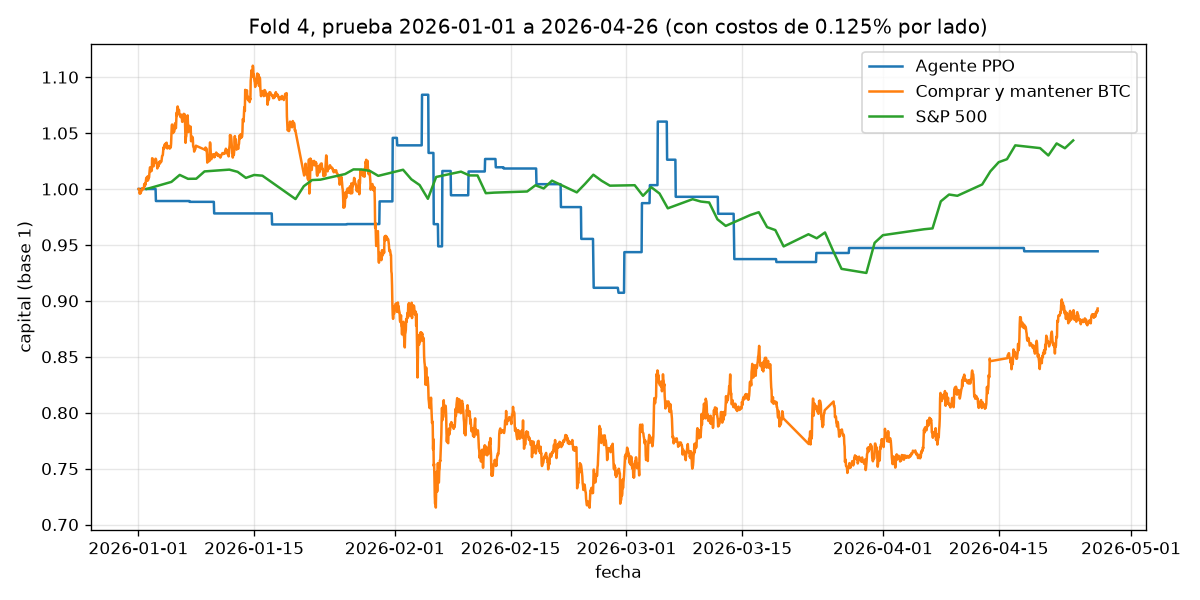 Fold 4, prueba 2026-01-01 a 2026-04-26 (con costos de 0.125% por lado)
Agente PPO
Comprar y mantener BTC
S&P 500
capital (base 1)
1.10
1.05
1.00
0.95
0.90
0.85
0.80
0.75
0.70
2026-01-01 2026-01-15 2026-02-01 2026-02-15 2026-03-01 2026-03-15 2026-04-01 2026-04-15 2026-05-01
fecha